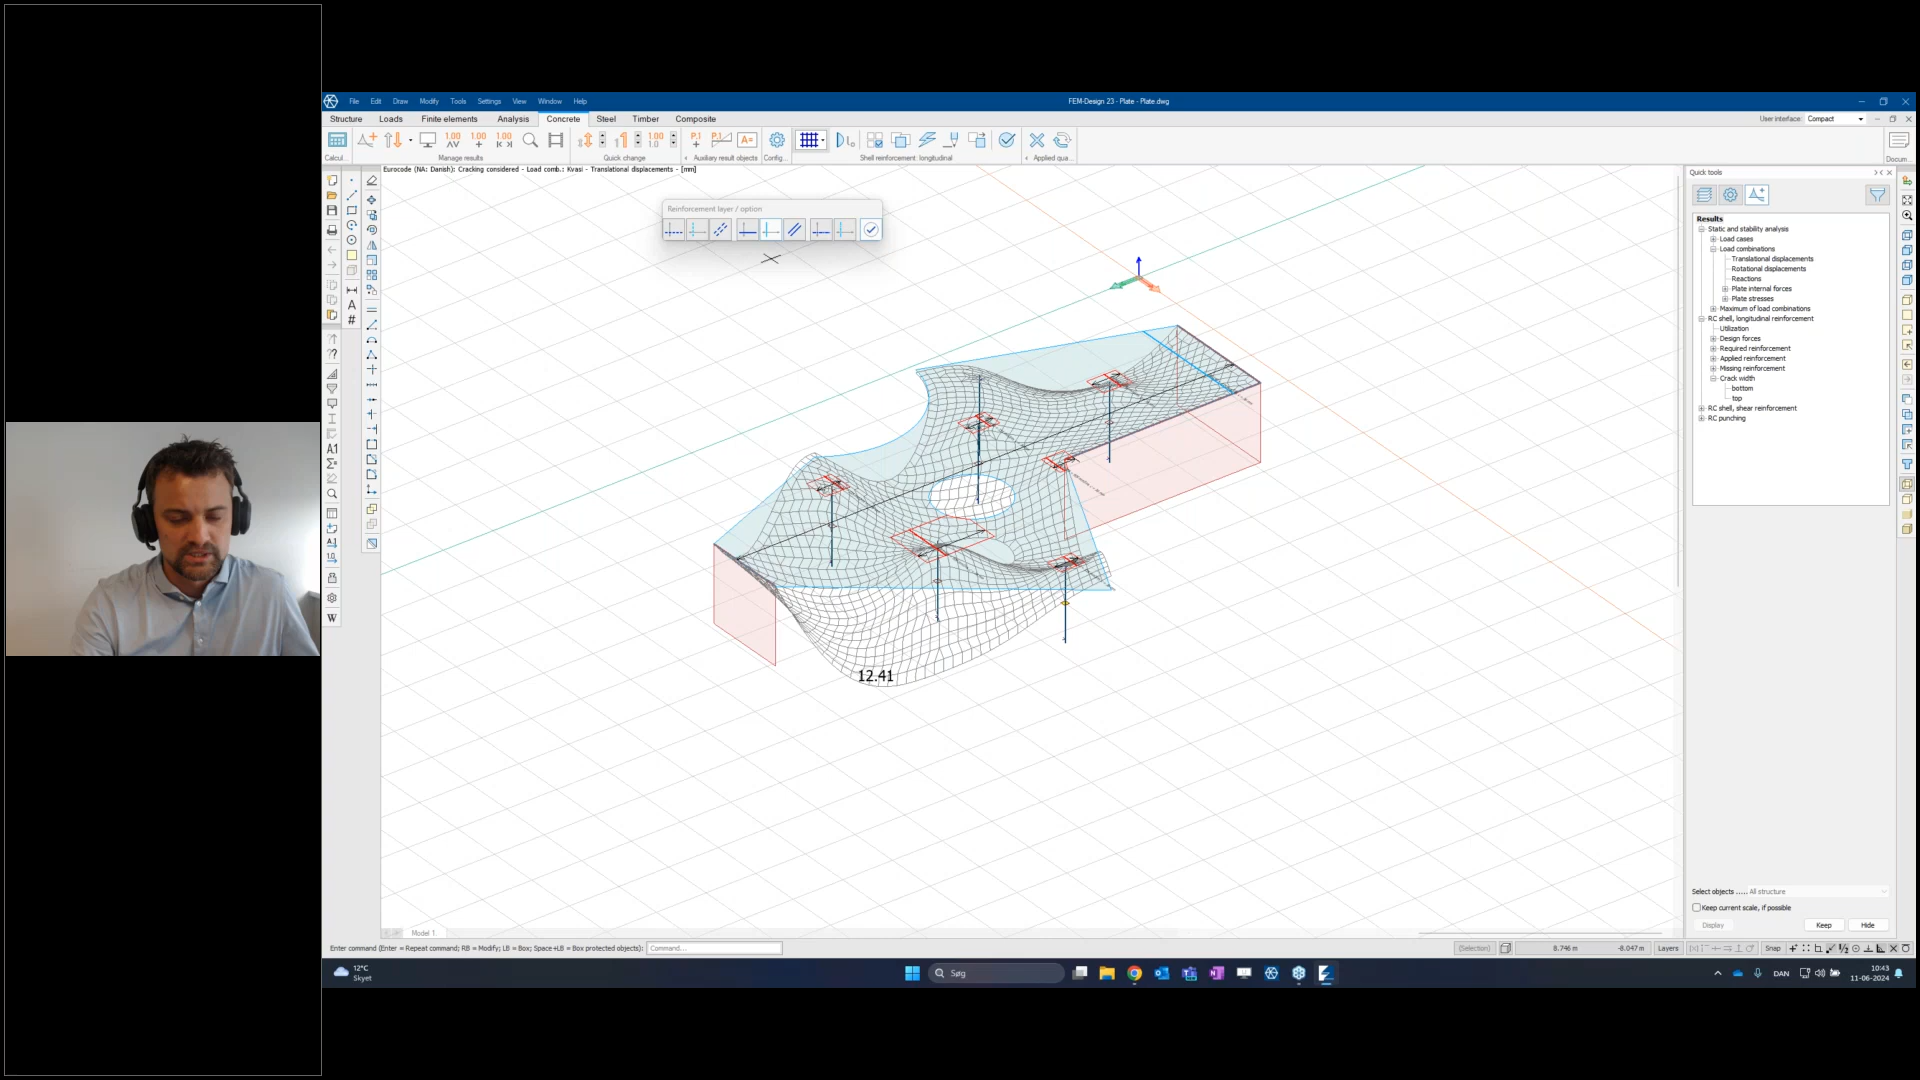 File Edit Draw Modify Tools Settings View Window Help
FEM-Design 23 - Plate - Plate.dwg
Structure Loads Finite elements Analysis Concrete Steel Timber Composite
User interface: Compact
Calcul... Manage results Quick change Auxiliary result objects Config... Shell reinforcement: longitudinal Applied qua... Docum...
Eurocode (NA: Danish): Cracking considered - Load comb.: Kvasi - Translational displacements - [mm]
Quick tools
Reinforcement layer / option
Results
Static and stability analysis
Load cases
Load combinations
Translational displacements
Rotational displacements
Reactions
Plate internal forces
Plate stresses
Maximum of load combinations
RC shell, longitudinal reinforcement
Utilization
Design forces
Required reinforcement
Applied reinforcement
Missing reinforcement
Crack width
bottom
top
RC shell, shear reinforcement
RC punching
12.41
Select objects ..... All structure
Keep current scale, if possible
Display Keep Hide
Model 1.
Enter command (Enter = Repeat command; RB = Modify; LB = Box; Space+LB = Box protected objects): Command...
(Selection) 8.746 m -8.047 m Layers Snap
12°C
Skyet
Søg
DAN
10:43
11-06-2024